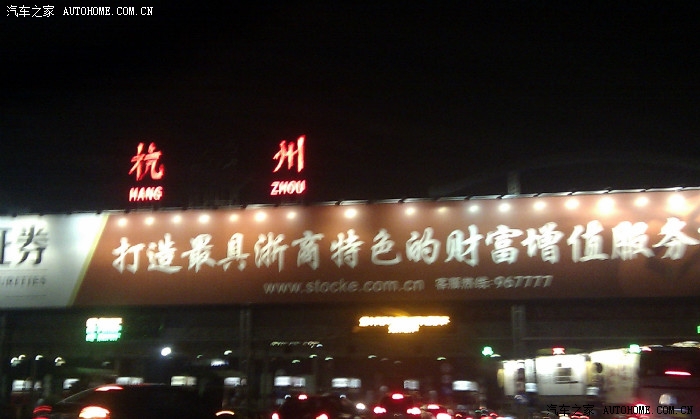 汽车之家 AUTOHOME.COM.CN
杭 州
HANG ZHOU
证券
打造最具浙商特色的财富增值服务
www.stocke.com.cn 客服热线:967777
汽车之家
AUTOHOME.COM.CN